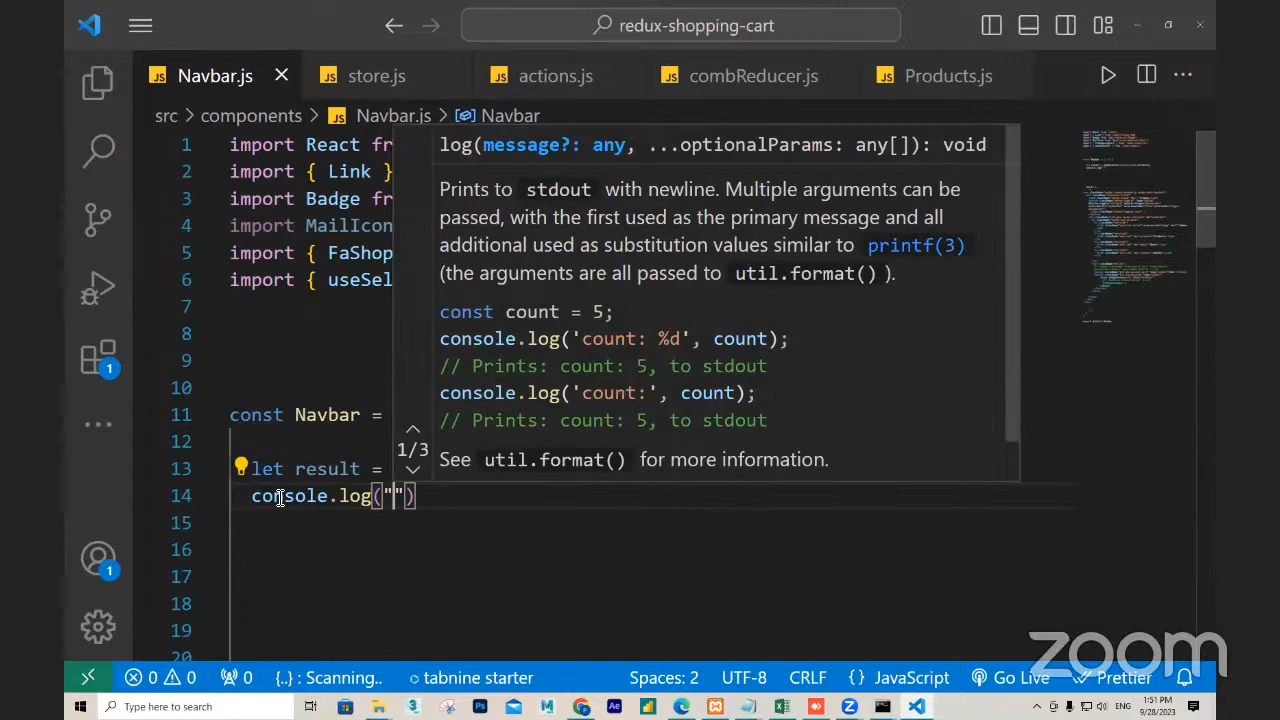 redux-shopping-cart
JS Navbar.js
JS store.js
JS actions.js
JS combReducer.js
JS Products.js
src > components > JS Navbar.js > Navbar
1 import React fr
2 import { Link }
3 import Badge fr
4 import MailIcon
5 import { FaShop
6 import { useSel
7
8
9
10
11 const Navbar =
12
13 let result =
14 console.log("")
15
16
17
18
19
20
log(message?: any, ...optionalParams: any[]): void
Prints to stdout with newline. Multiple arguments can be
passed, with the first used as the primary message and all
additional used as substitution values similar to printf(3)
(the arguments are all passed to util.format() ).
const count = 5;
console.log('count: %d', count);
// Prints: count: 5, to stdout
console.log('count:', count);
// Prints: count: 5, to stdout
1/3
See util.format() for more information.
1
1
zoom
0 0 0 {..} : Scanning.. tabnine starter Spaces: 2 UTF-8 CRLF {} JavaScript Go Live Prettier
Type here to search
ENG
1:51 PM
9/28/2023